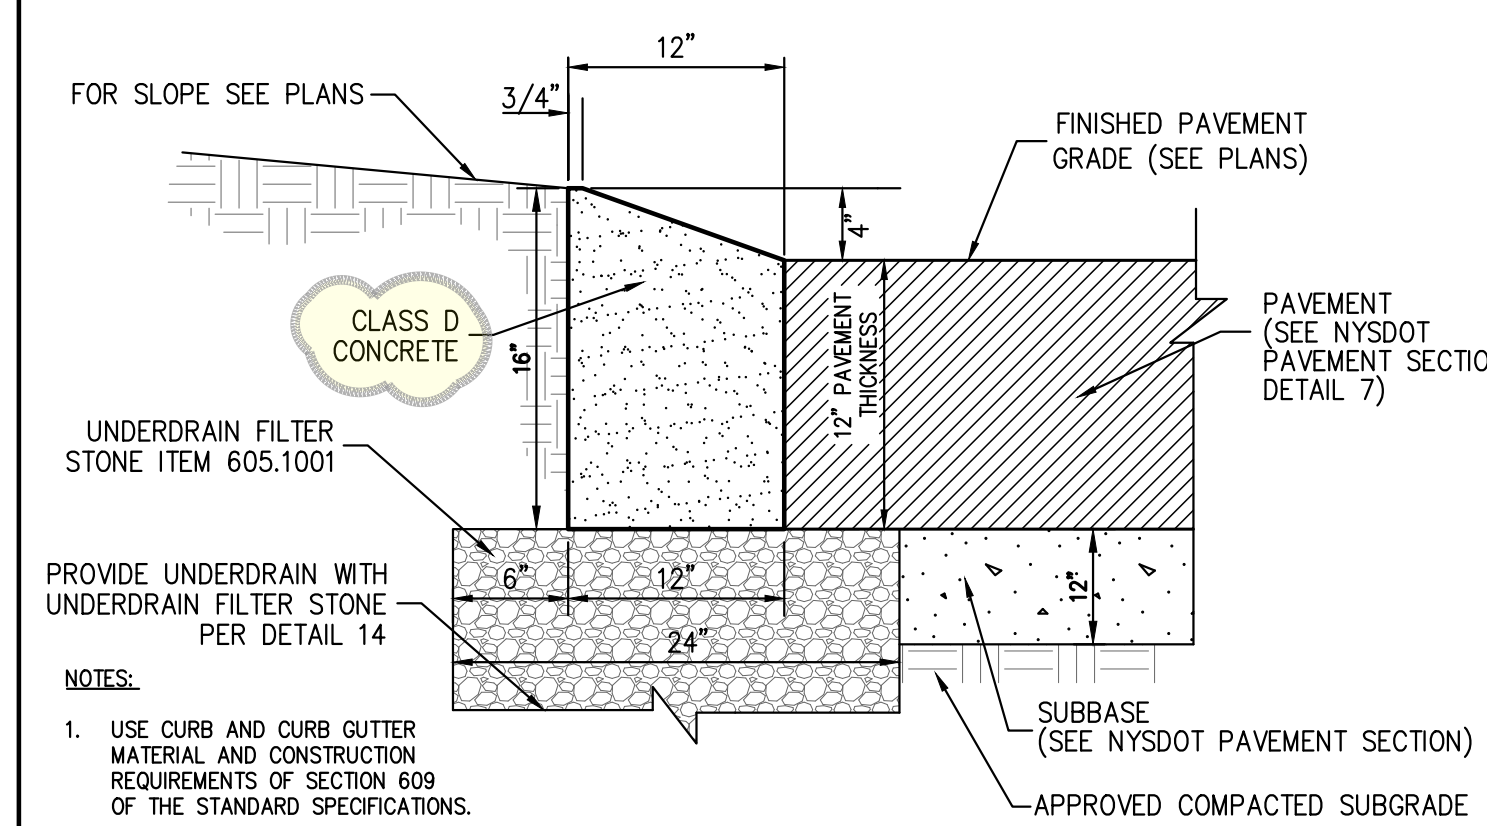 12”
FOR SLOPE SEE PLANS
3/4”
FINISHED PAVEMENT
GRADE (SEE PLANS)
4”
CLASS D
CONCRETE
16”
12” PAVEMENT
THICKNESS
PAVEMENT
(SEE NYSDOT
PAVEMENT SECTIO
DETAIL 7)
UNDERDRAIN FILTER
STONE ITEM 605.1001
PROVIDE UNDERDRAIN WITH
UNDERDRAIN FILTER STONE
PER DETAIL 14
6”
12”
12”
24”
NOTES:
1. USE CURB AND CURB GUTTER
MATERIAL AND CONSTRUCTION
REQUIREMENTS OF SECTION 609
OF THE STANDARD SPECIFICATIONS.
SUBBASE
(SEE NYSDOT PAVEMENT SECTION)
APPROVED COMPACTED SUBGRADE